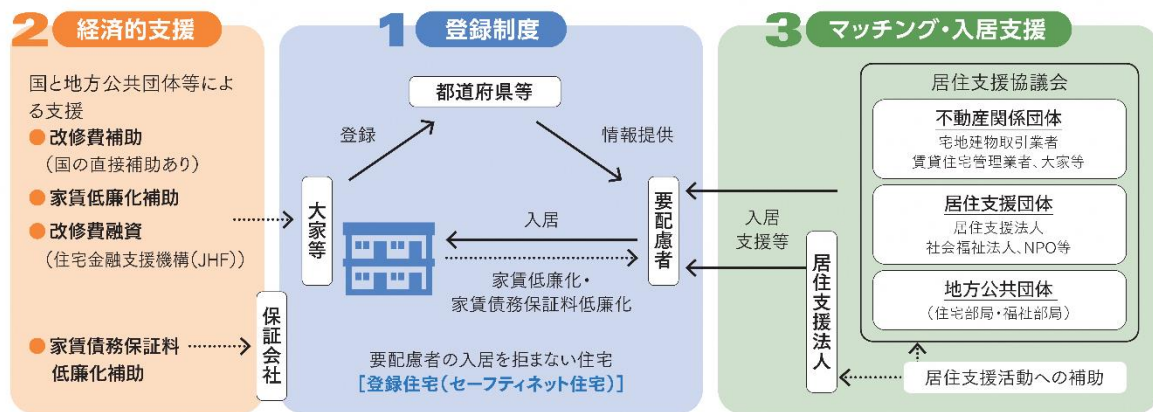 2 経済的支援
国と地方公共団体等によ
る支援
● 改修費補助
（国の直接補助あり）
● 家賃低廉化補助
● 改修費融資
（住宅金融支援機構（JHF））
● 家賃債務保証料
低廉化補助
保証会社
1 登録制度
都道府県等
登録
情報提供
大家等
入居
家賃低廉化・
家賃債務保証料低廉化
要配慮者
要配慮者の入居を拒まない住宅
［登録住宅（セーフティネット住宅）］
3 マッチング・入居支援
入居
支援等
居住支援法人
居住支援協議会
不動産関係団体
宅地建物取引業者
賃貸住宅管理業者、大家等
居住支援団体
居住支援法人
社会福祉法人、NPO等
地方公共団体
（住宅部局・福祉部局）
居住支援活動への補助